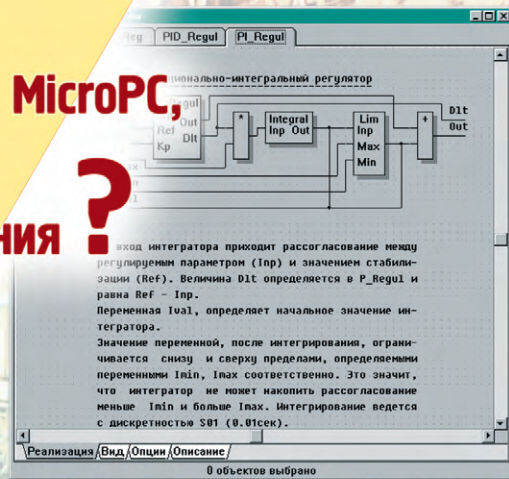 PID_Regul PI_Regul
MicroPC,
регулятор
Out
Ref Dlt
Kp
*
Integral
Inp Out
Lim
Inp
Max
Min
+
Dlt
Out
?
вход интегратора приходит рассогласование между
регулируемым параметром (Inp) и значением стабили-
зации (Ref). Величина Dlt определяется в P_Regul и
равна Ref - Inp.
Переменная Ival, определяет начальное значение ин-
тегратора.
Значение переменной, после интегрирования, ограни-
чивается снизу и сверху пределами, определяемыми
переменными Imin, Imax соответственно. Это значит,
что интегратор не может накопить рассогласование
меньше Imin и больше Imax. Интегрирование ведется
с дискретностью S01 (0.01сек).
Реализация Вид Опции Описание
0 объектов выбрано